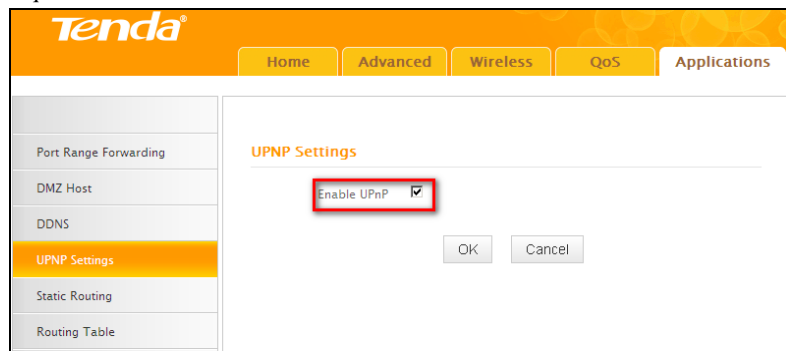 Tenda®
Home Advanced Wireless QoS Applications
Port Range Forwarding
DMZ Host
DDNS
UPNP Settings
Static Routing
Routing Table
UPNP Settings
Enable UPnP
OK Cancel